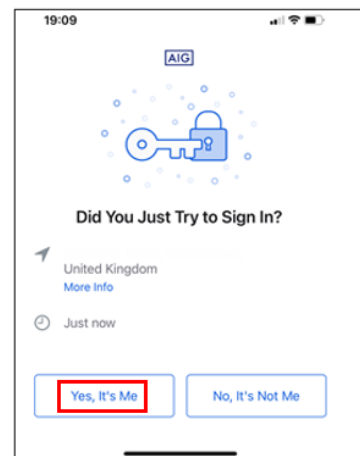 19:09
AIG
Did You Just Try to Sign In?
United Kingdom
More Info
Just now
Yes, It's Me
No, It's Not Me